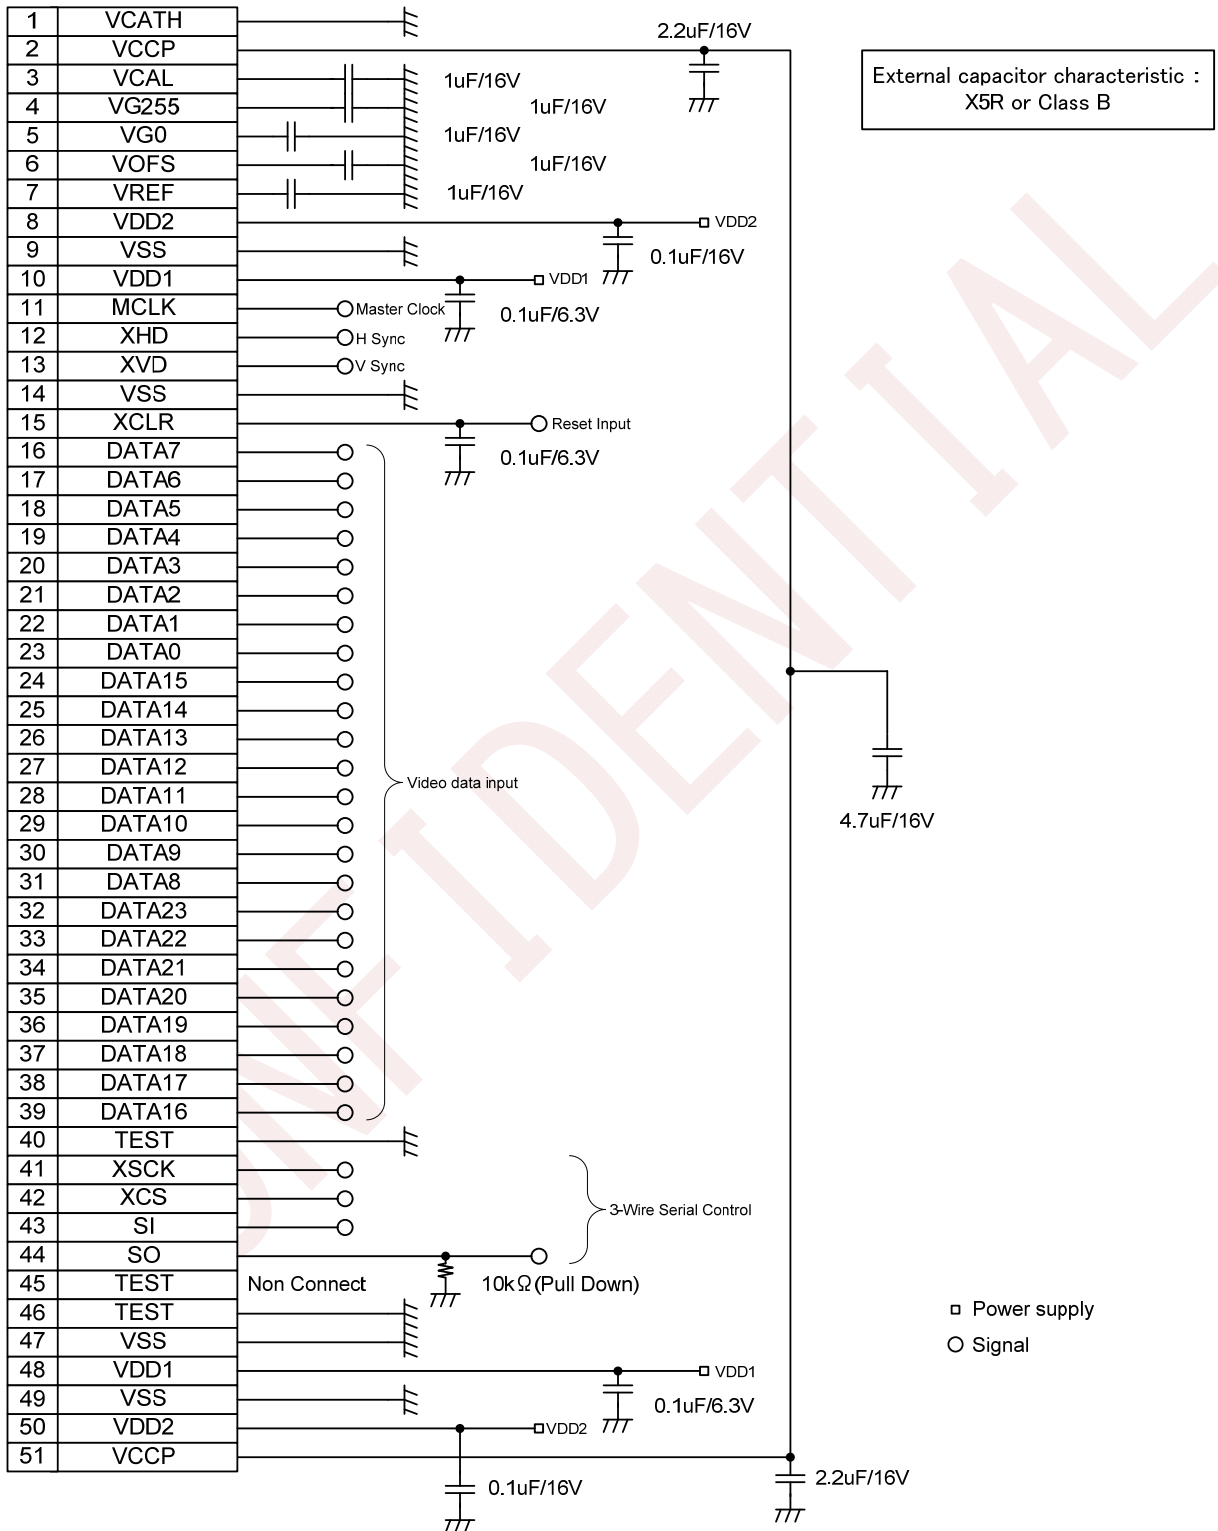 1 VCATH
2.2uF/16V
2 VCCP
External capacitor characteristic :
X5R or Class B
3 VCAL 1uF/16V
4 VG255 1uF/16V
5 VG0 1uF/16V
6 VOFS 1uF/16V
7 VREF 1uF/16V
8 VDD2 VDD2
9 VSS 0.1uF/16V
10 VDD1 VDD1
11 MCLK Master Clock 0.1uF/6.3V
12 XHD H Sync
13 XVD V Sync
14 VSS
15 XCLR Reset Input
16 DATA7 0.1uF/6.3V
17 DATA6
18 DATA5
19 DATA4
20 DATA3
21 DATA2
22 DATA1
23 DATA0
24 DATA15
25 DATA14
26 DATA13
27 DATA12
Video data input
28 DATA11
29 DATA10 4.7uF/16V
30 DATA9
31 DATA8
32 DATA23
33 DATA22
34 DATA21
35 DATA20
36 DATA19
37 DATA18
38 DATA17
39 DATA16
40 TEST
41 XSCK
42 XCS
3-Wire Serial Control
43 SI
44 SO
45 TEST Non Connect 10kΩ(Pull Down)
46 TEST Power supply
47 VSS Signal
48 VDD1 VDD1
49 VSS 0.1uF/6.3V
50 VDD2 VDD2
51 VCCP
2.2uF/16V
0.1uF/16V
ONFIDENTIAL